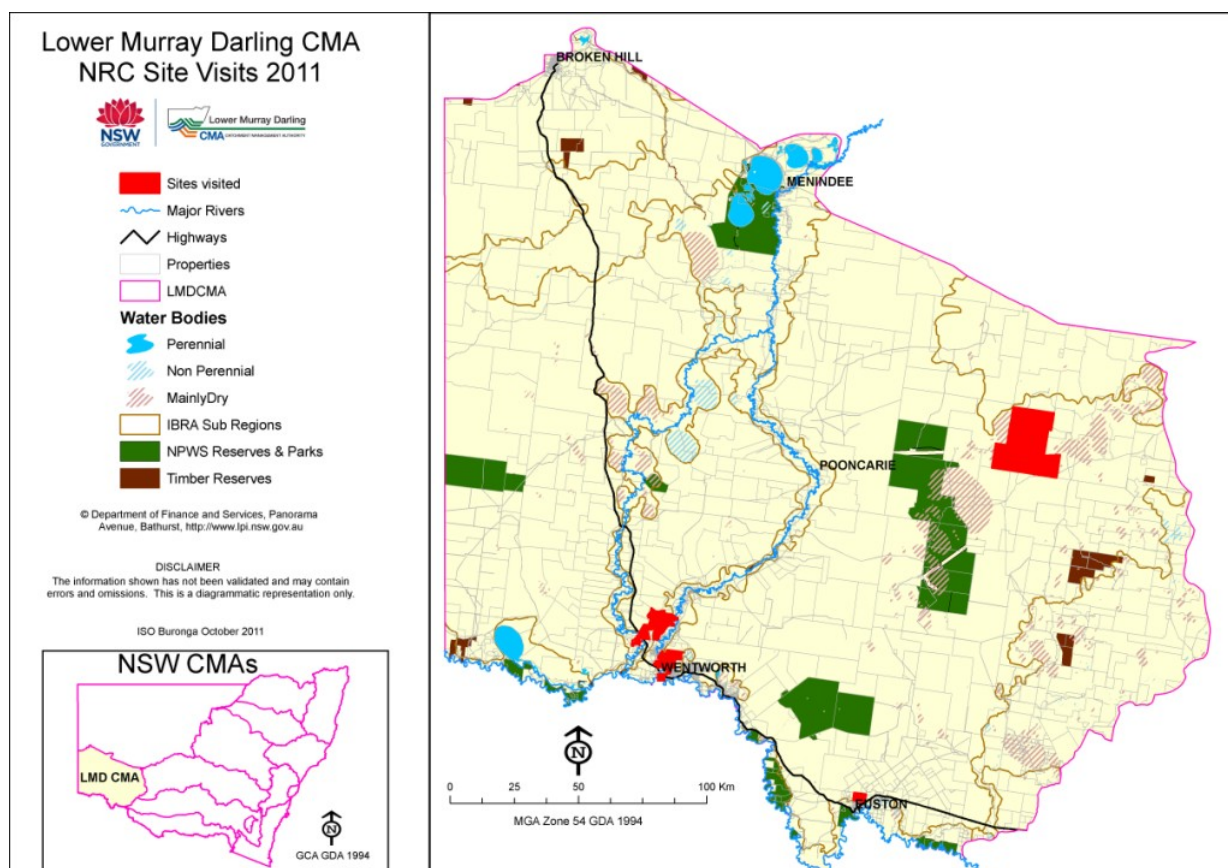 Lower Murray Darling CMA
NRC Site Visits 2011
NSW
GOVERNMENT
Lower Murray Darling
CMA CATCHMENT MANAGEMENT AUTHORITY
Sites visited
Major Rivers
Highways
Properties
LMDCMA
Water Bodies
Perennial
Non Perennial
MainlyDry
IBRA Sub Regions
NPWS Reserves & Parks
Timber Reserves
© Department of Finance and Services, Panorama
Avenue, Bathurst, http://www.lpi.nsw.gov.au
DISCLAIMER
The information shown has not been validated and may contain
errors and omissions. This is a diagrammatic representation only.
ISO Buronga October 2011
NSW CMAs
LMD CMA
N
GCA GDA 1994
BROKEN HILL
MENINDEE
POONCARIE
WENTWORTH
EUSTON
N
0 25 50 100 Km
MGA Zone 54 GDA 1994